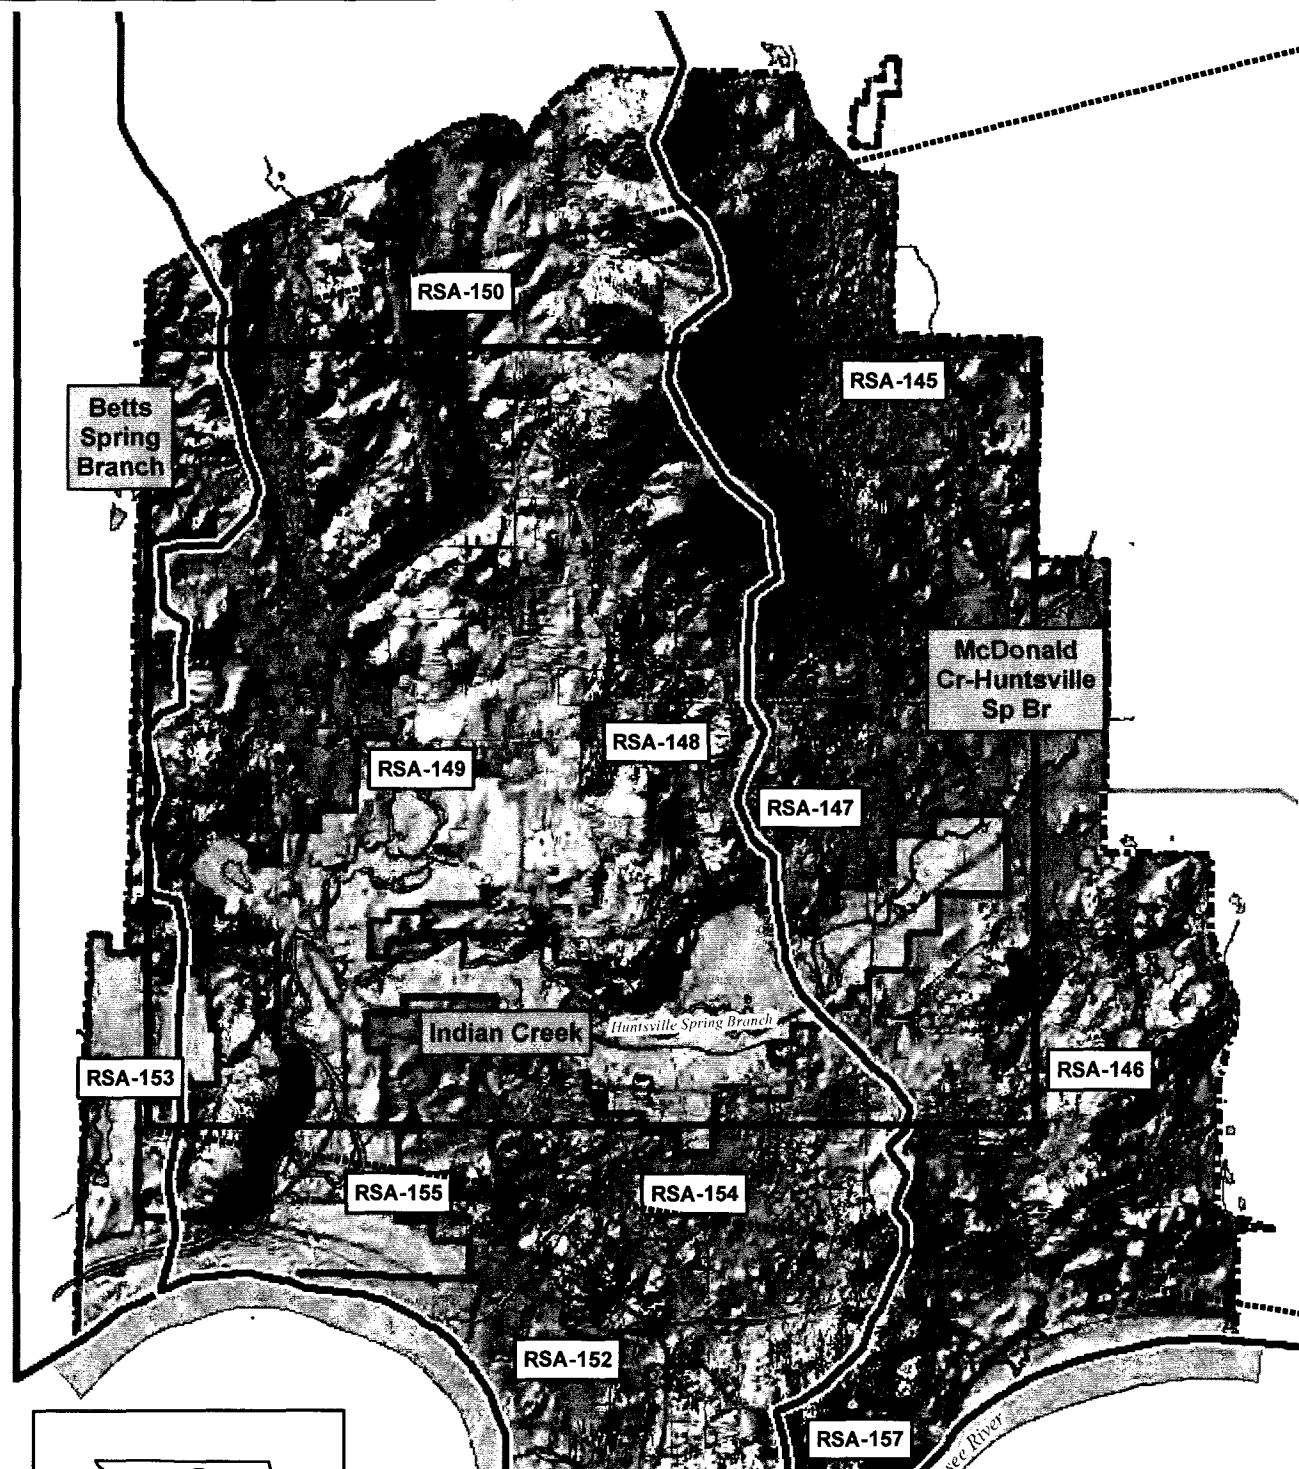 RSA-150
RSA-145
Betts
Spring
Branch
McDonald
Cr-Huntsville
Sp Br
RSA-148
RSA-149
RSA-147
Huntsville Spring Branch
Indian Creek
RSA-153
RSA-146
RSA-155
RSA-154
RSA-152
RSA-157
River